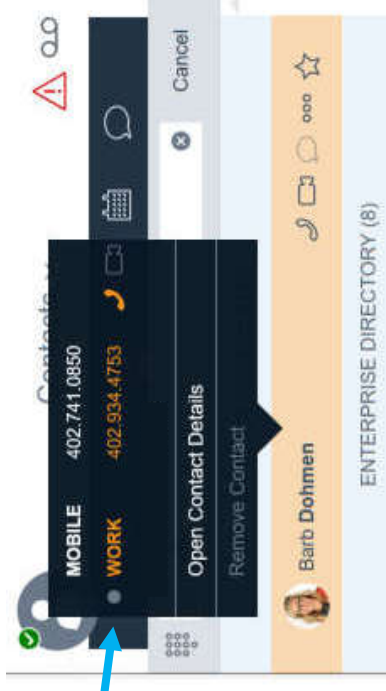 Contacts
MOBILE 402.741.0850
WORK 402.934.4753
Cancel
Open Contact Details
Remove Contact
Barb Dohmen
ENTERPRISE DIRECTORY (8)